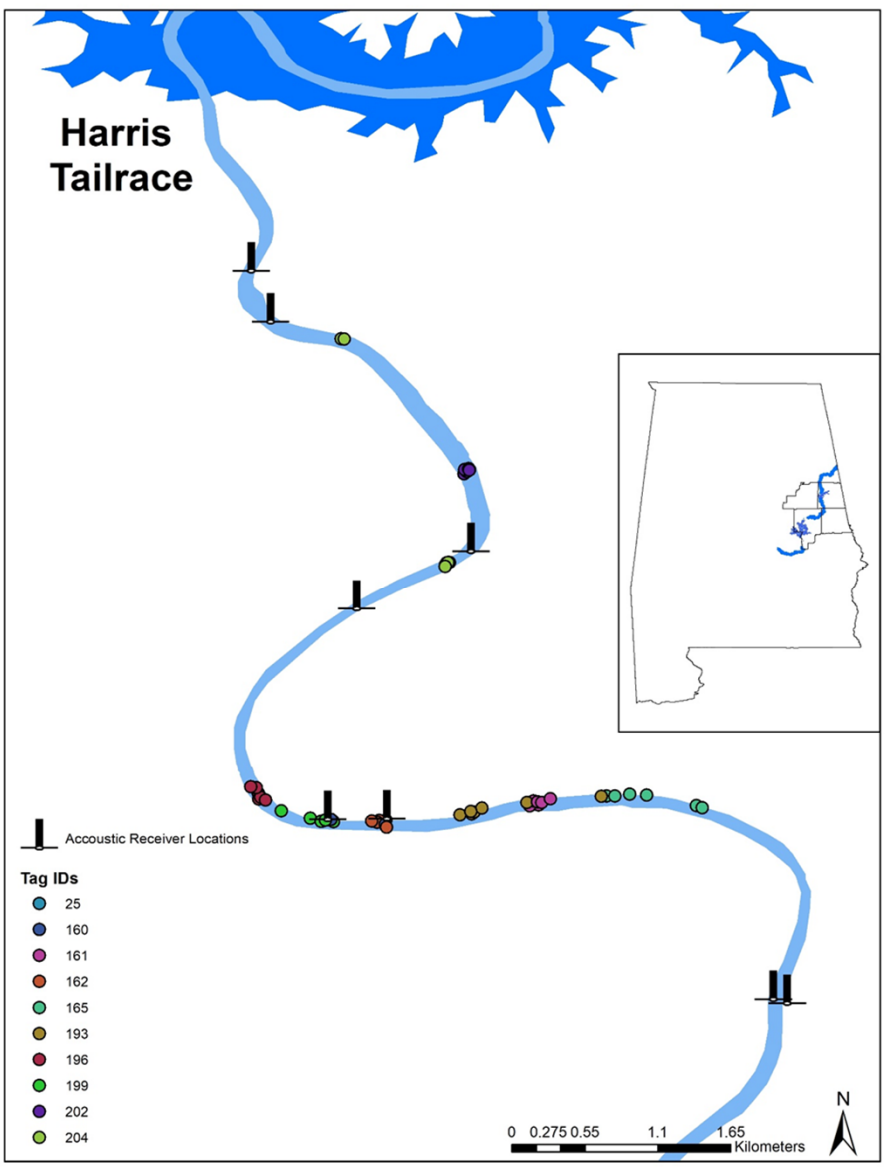 Harris
Tailrace
Accoustic Receiver Locations
Tag IDs
25
160
161
162
165
193
196
199
202
204
N
0 0.275 0.55 1.1 1.65
Kilometers